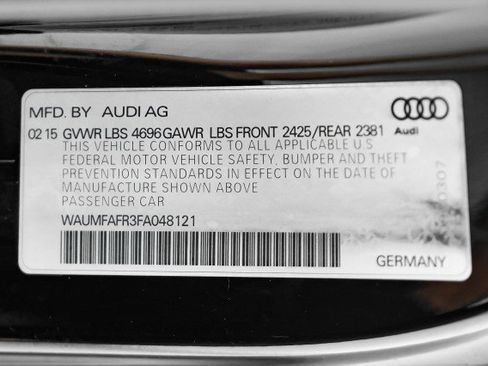 MFD. BY AUDI AG
02 15 GVWR LBS 4696 GAWR LBS FRONT 2425/REAR 2381
Audi
THIS VEHICLE CONFORMS TO ALL APPLICABLE U.S
FEDERAL MOTOR VEHICLE SAFETY, BUMPER AND THEFT
PREVENTION STANDARDS IN EFFECT ON THE DATE OF
MANUFACTURE SHOWN ABOVE
PASSENGER CAR
WAUMFAFR3FA048121
GERMANY